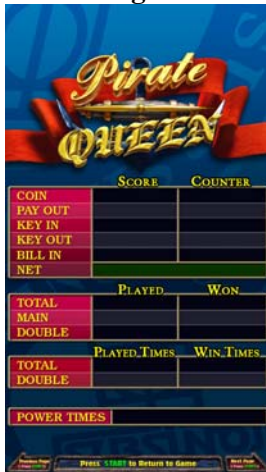 Pirate
QUEEN
SCORE COUNTER
COIN
PAY OUT
KEY IN
KEY OUT
BILL IN
NET
PLAYED WON
TOTAL
MAIN
DOUBLE
PLAYED TIMES WIN TIMES
TOTAL
DOUBLE
POWER TIMES
Press START to Return to Game